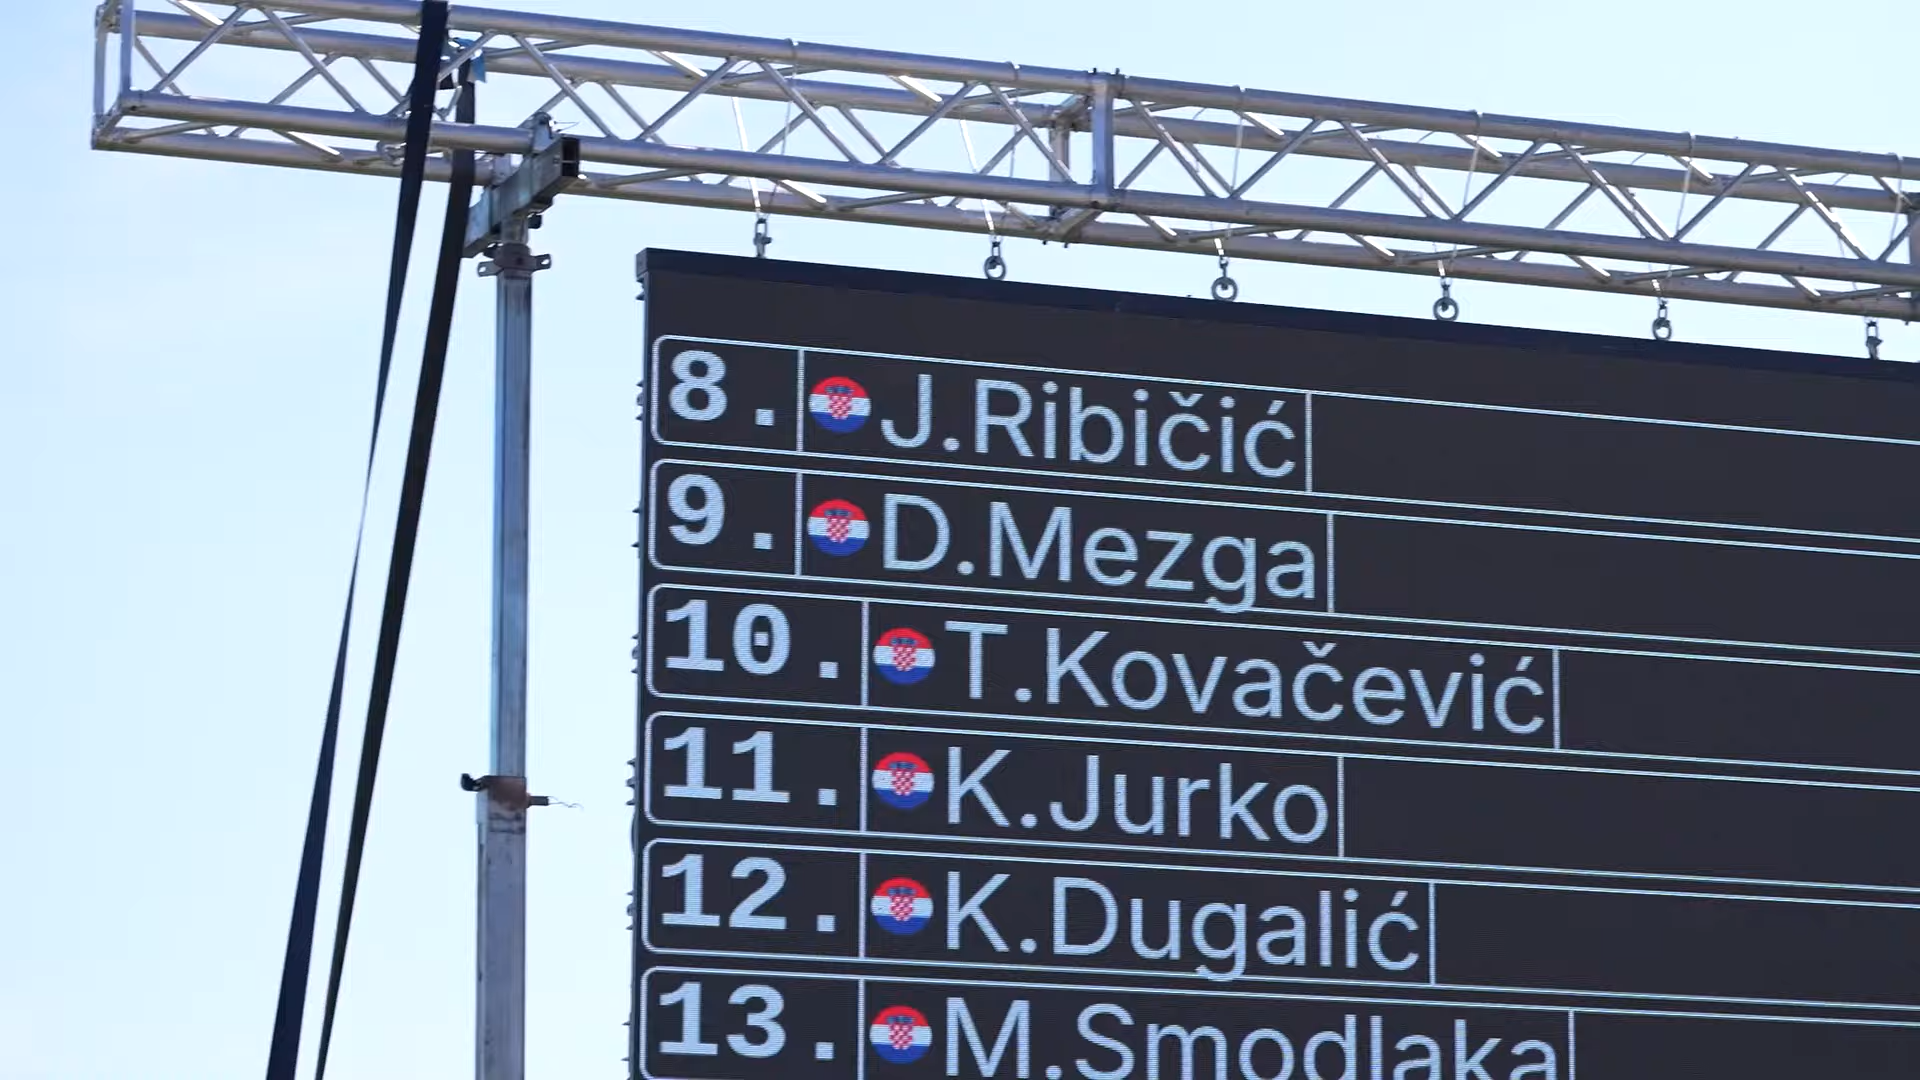 8. J.Ribičić
9. D.Mezga
10. T.Kovačević
11. K.Jurko
12. K.Dugalić
13. M.Smodlaka